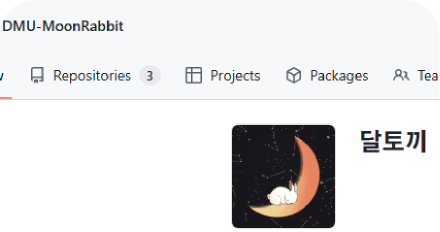 DMU-MoonRabbit
Repositories 3 Projects Packages
달토끼